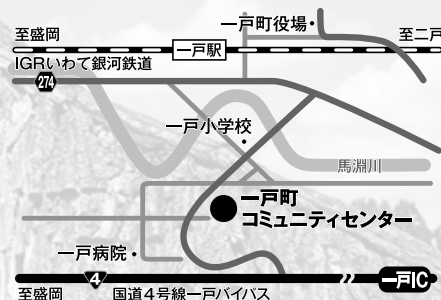 一戸町役場
至盛岡
一戸駅
至二戸
IGRいわて銀河鉄道
274
一戸小学校
馬淵川
一戸町
コミュニティセンター
一戸病院
4
一戸IC
至盛岡
国道4号線一戸バイパス